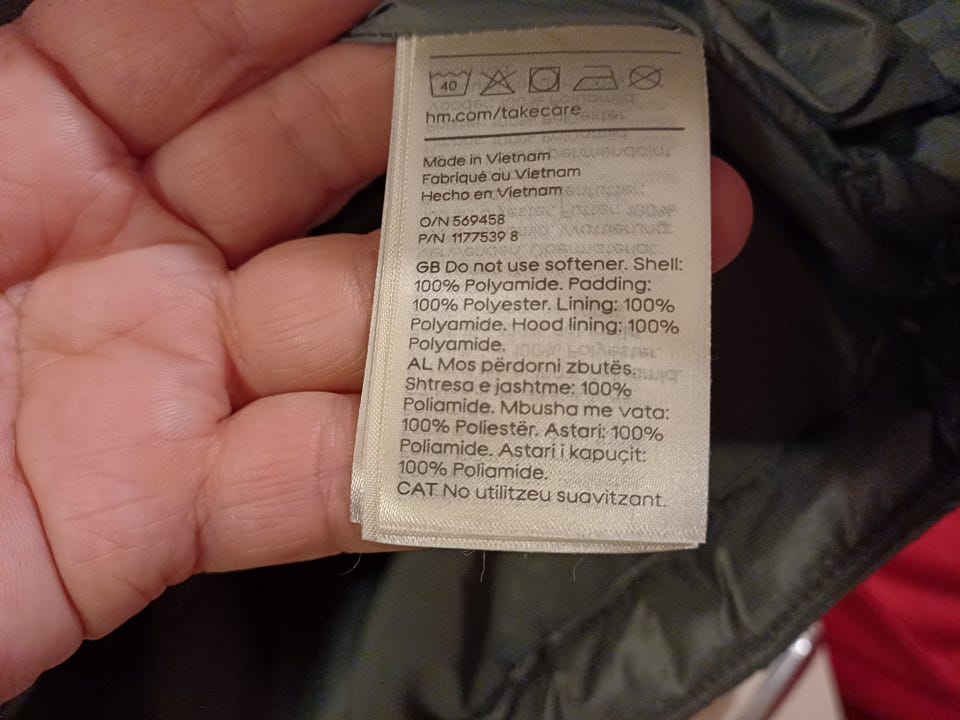 40
hm.com/takecare
Made in Vietnam
Fabriqué au Vietnam
Hecho en Vietnam
O/N 569458
P/N 1177539 8
GB Do not use softener. Shell:
100% Polyamide. Padding:
100% Polyester. Lining: 100%
Polyamide. Hood lining: 100%
Polyamide.
AL Mos përdorni zbutës.
Shtresa e jashtme: 100%
Poliamide. Mbusha me vata:
100% Poliestër. Astari: 100%
Poliamide. Astari i kapuçit:
100% Poliamide.
CAT No utilitzeu suavitzant.